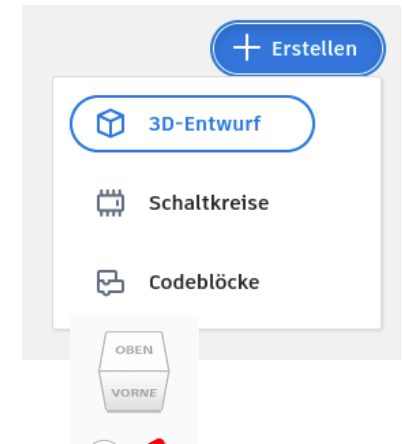 Erstellen
3D-Entwurf
Schaltkreise
Codeblöcke
OBEN
VORNE